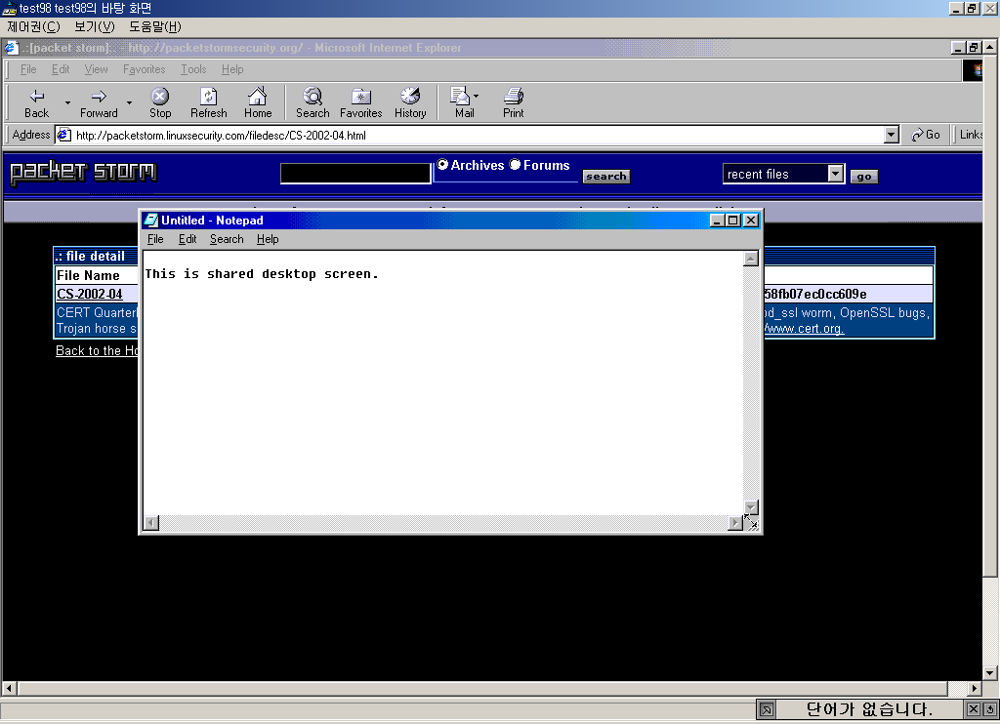 test98 test98의 바탕 화면
제어권(C) 보기(V) 도움말(H)
.:[packet storm]:. - http://packetstormsecurity.org/ - Microsoft Internet Explorer
File Edit View Favorites Tools Help
Back Forward Stop Refresh Home Search Favorites History Mail Print
Address http://packetstorm.linuxsecurity.com/filedesc/CS-2002-04.html Go Links
packet storm Archives Forums search recent files go
Untitled - Notepad
File Edit Search Help
This is shared desktop screen.
.: file detail
File Name
CS-2002-04 58fb07ec0cc609e
CERT Quarterl od_ssl worm, OpenSSL bugs,
Trojan horse s /www.cert.org.
Back to the Ho
단어가 없습니다.